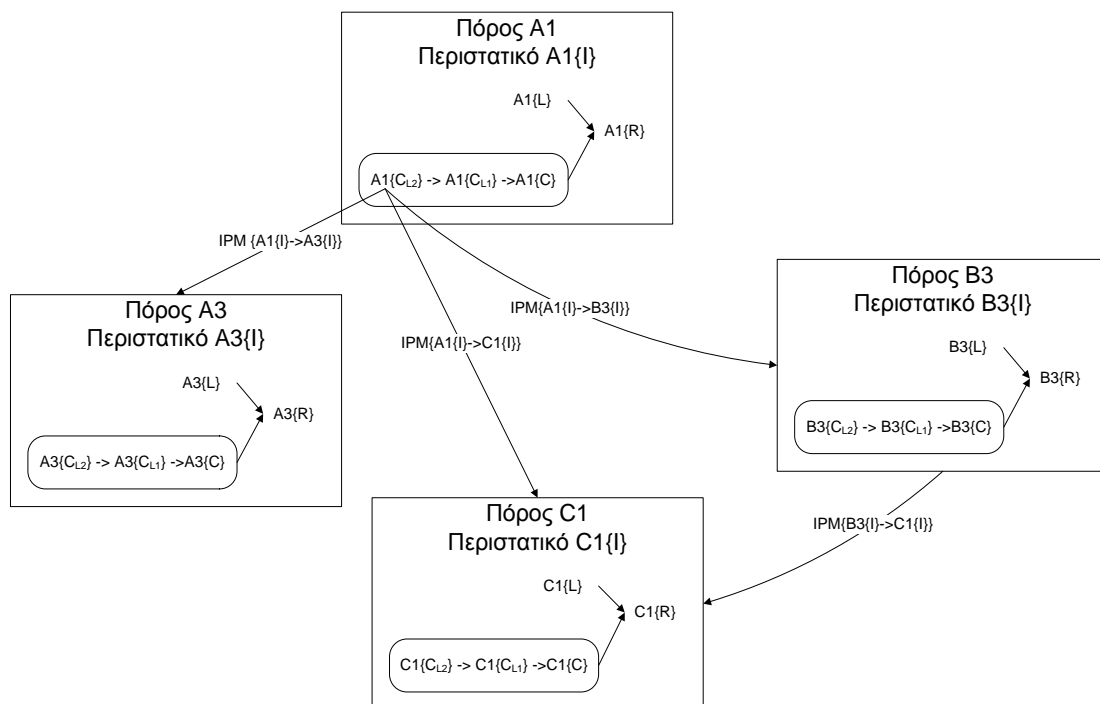 Πόρος A1
Περιστατικό A1{I}
A1{L}
A1{R}
A1{CL2} -> A1{CL1} ->A1{C}
IPM {A1{I}->A3{I}}
IPM{A1{I}->B3{I}}
IPM{A1{I}->C1{I}}
Πόρος A3
Περιστατικό A3{I}
A3{L}
A3{R}
A3{CL2} -> A3{CL1} ->A3{C}
Πόρος B3
Περιστατικό B3{I}
B3{L}
B3{R}
B3{CL2} -> B3{CL1} ->B3{C}
IPM{B3{I}->C1{I}}
Πόρος C1
Περιστατικό C1{I}
C1{L}
C1{R}
C1{CL2} -> C1{CL1} ->C1{C}